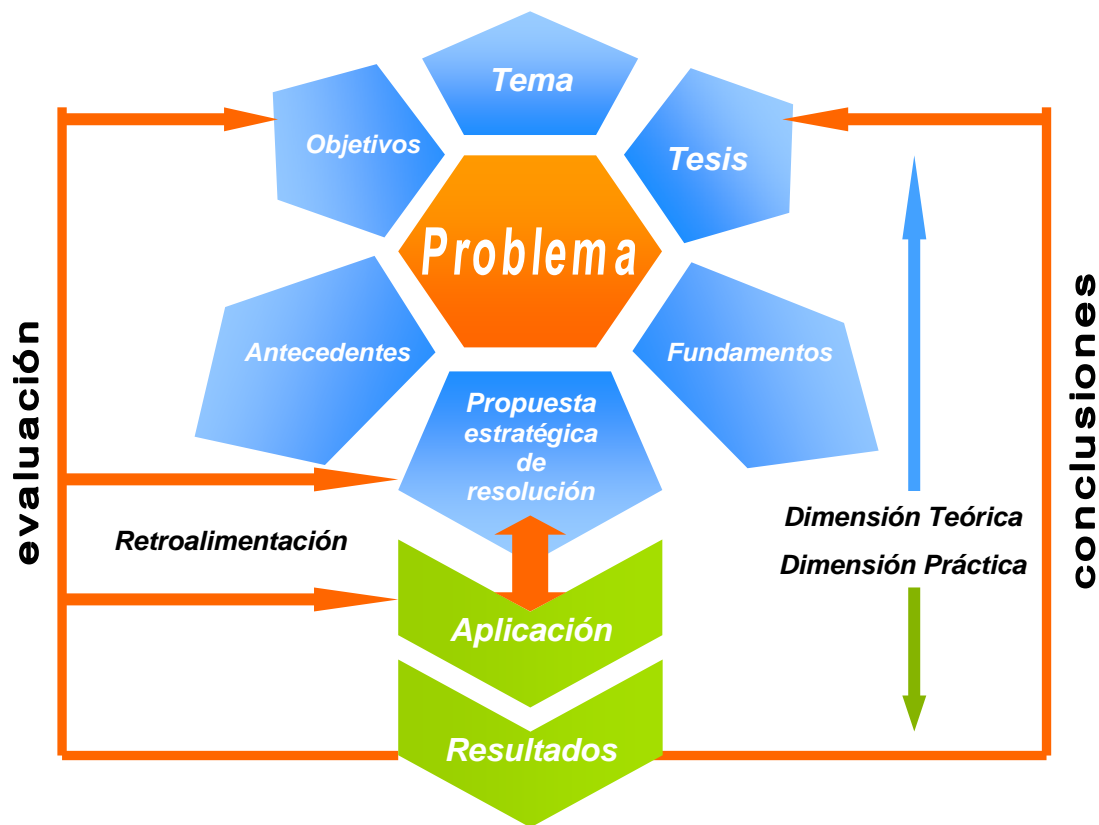 Tema
Objetivos
Tesis
Problema
Antecedentes
Fundamentos
Propuesta
estratégica
de
resolución
evaluación
conclusiones
Retroalimentación
Dimensión Teórica
Dimensión Práctica
Aplicación
Resultados